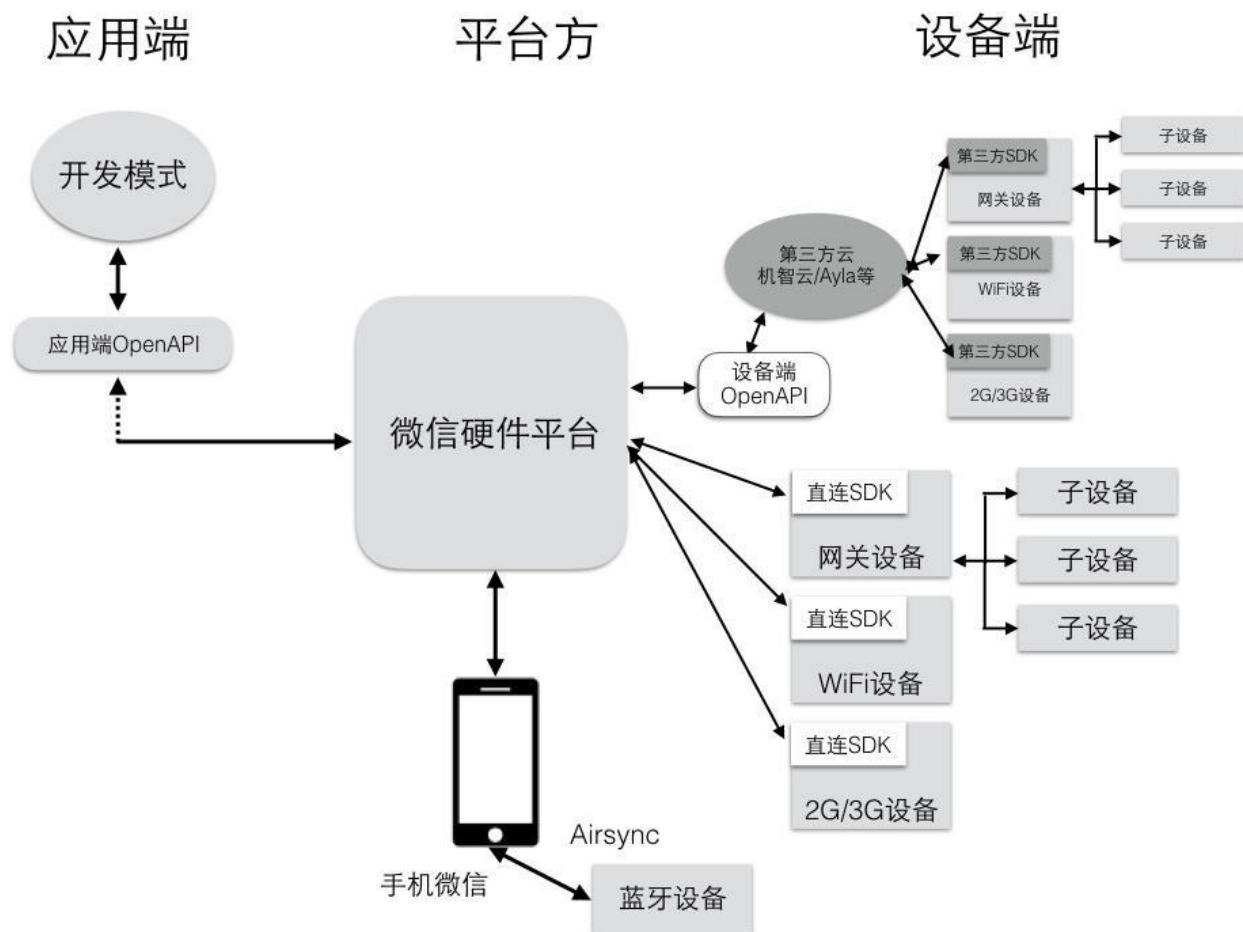 应用端
平台方
设备端
开发模式
应用端OpenAPI
微信硬件平台
手机微信
Airsync
蓝牙设备
设备端
OpenAPI
第三方云
机智云/Ayla等
第三方SDK
网关设备
子设备
子设备
子设备
第三方SDK
WiFi设备
第三方SDK
2G/3G设备
直连SDK
网关设备
子设备
子设备
子设备
直连SDK
WiFi设备
直连SDK
2G/3G设备